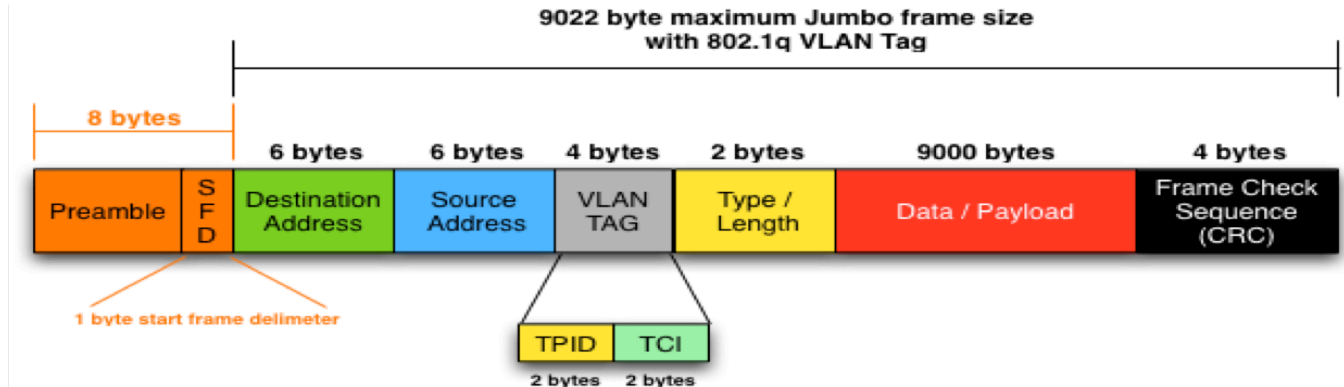 9022 byte maximum Jumbo frame size
with 802.1q VLAN Tag
8 bytes
6 bytes
6 bytes
4 bytes
2 bytes
9000 bytes
4 bytes
Preamble
S
F
D
Destination
Address
Source
Address
VLAN
TAG
Type /
Length
Data / Payload
Frame Check
Sequence
(CRC)
1 byte start frame delimeter
TPID
TCI
2 bytes
2 bytes